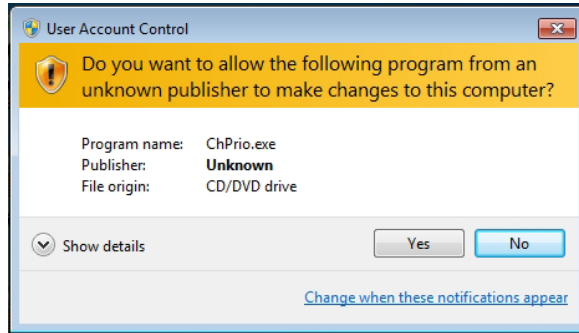 User Account Control
Do you want to allow the following program from an
unknown publisher to make changes to this computer?
Program name: ChPrio.exe
Publisher: Unknown
File origin: CD/DVD drive
Show details
Yes
No
Change when these notifications appear